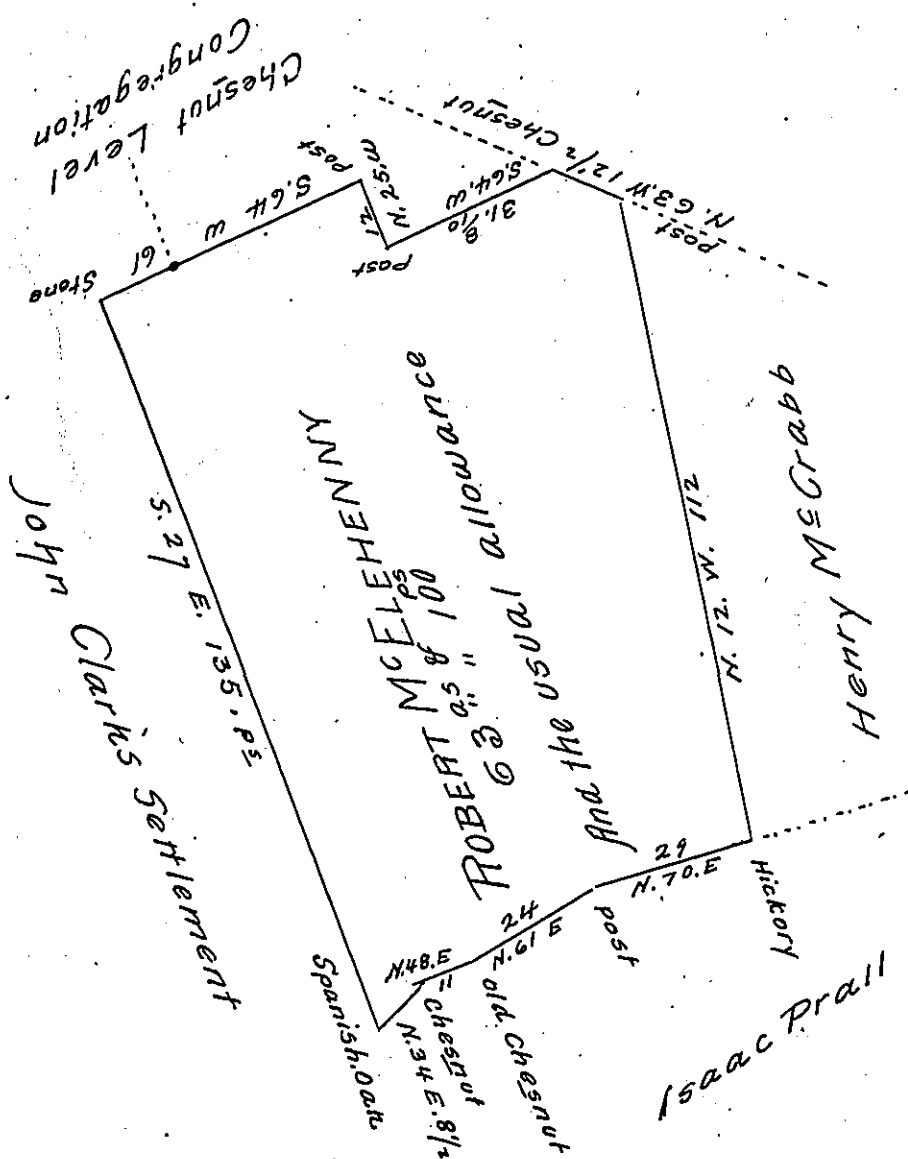 Chesnut Level
Congregation
Stone
61
S. 64 W
Post
N. 25. W
12
Post
S. 64. W
31. 8/10
Chesnut
N. 63. W 12 1/2
Post
N. 12. W. 112
Henry McCrabb
Hickory
29
N. 70. E
Post
24
N. 61 E
old. Chesnut
N. 48. E
11
Chesnut
N. 34 E. 8 1/2
Spanish. Oak
Isaac Prall
S. 27 E. 135. ps
John Clark's Settlement
ROBERT MCELEHENNY
63 as & 100 ps
And the usual allowance